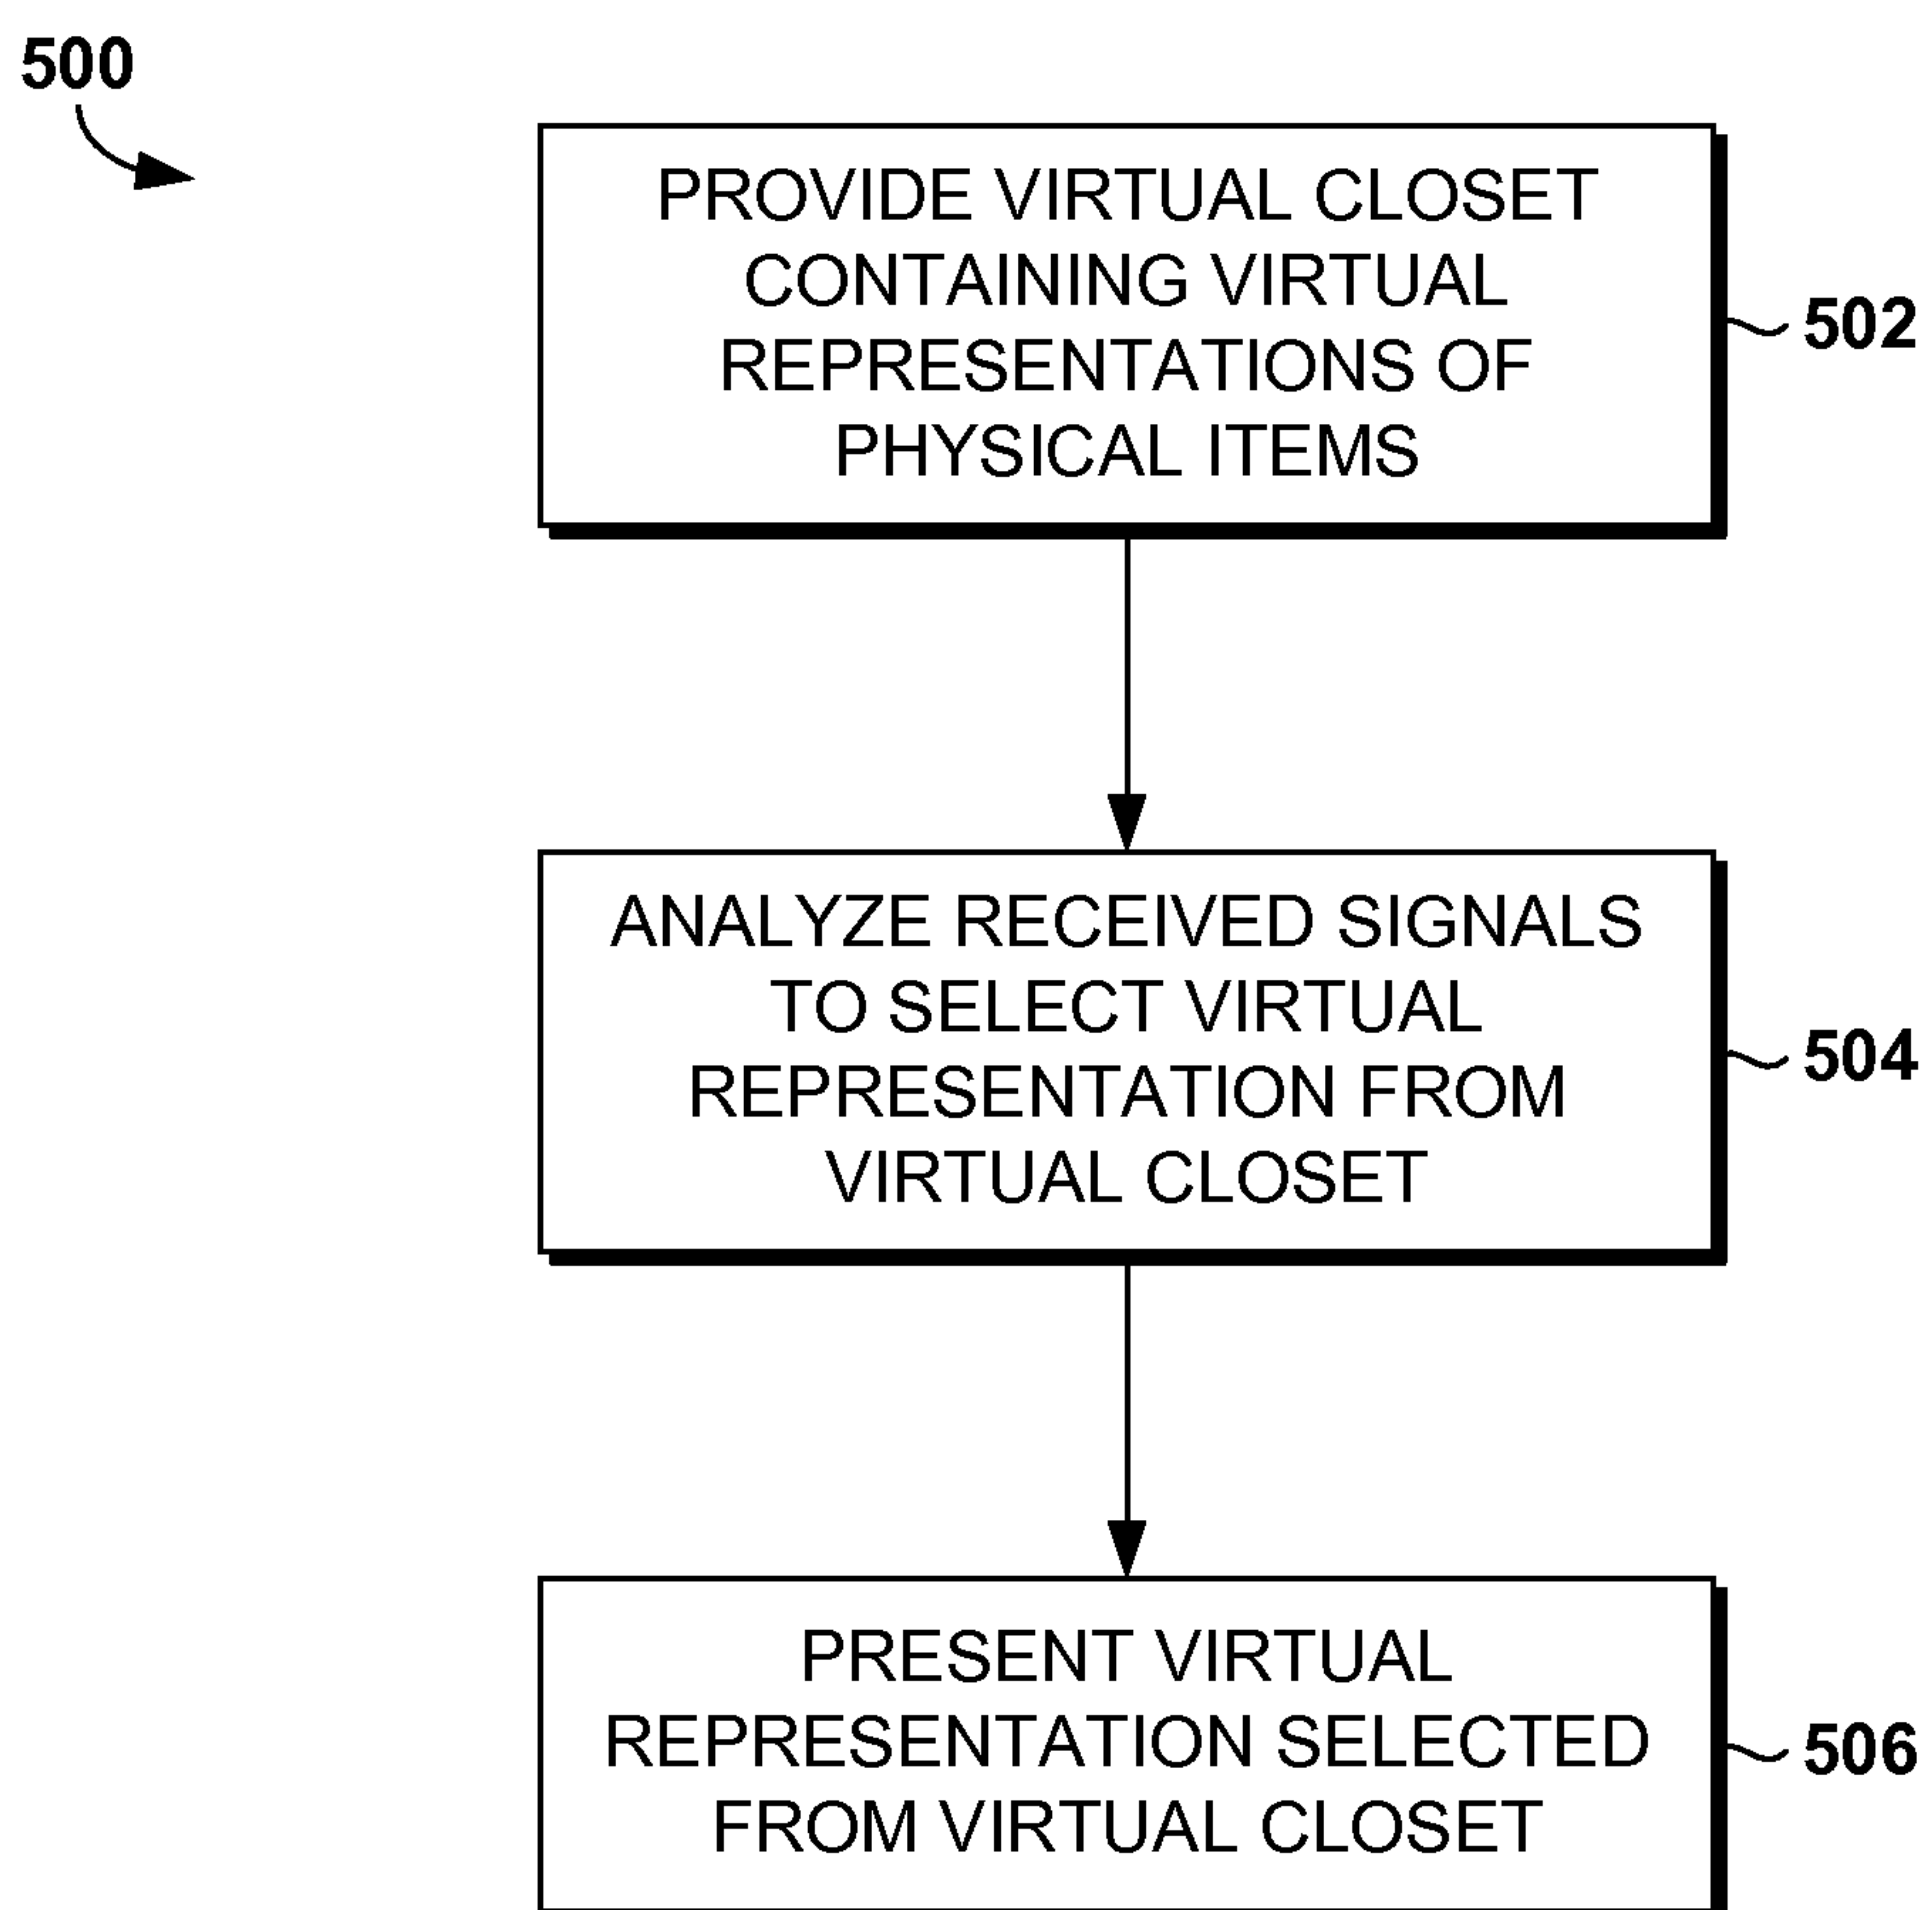 500
PROVIDE VIRTUAL CLOSET
CONTAINING VIRTUAL
REPRESENTATIONS OF
PHYSICAL ITEMS
502
ANALYZE RECEIVED SIGNALS
TO SELECT VIRTUAL
REPRESENTATION FROM
VIRTUAL CLOSET
504
PRESENT VIRTUAL
REPRESENTATION SELECTED
FROM VIRTUAL CLOSET
506